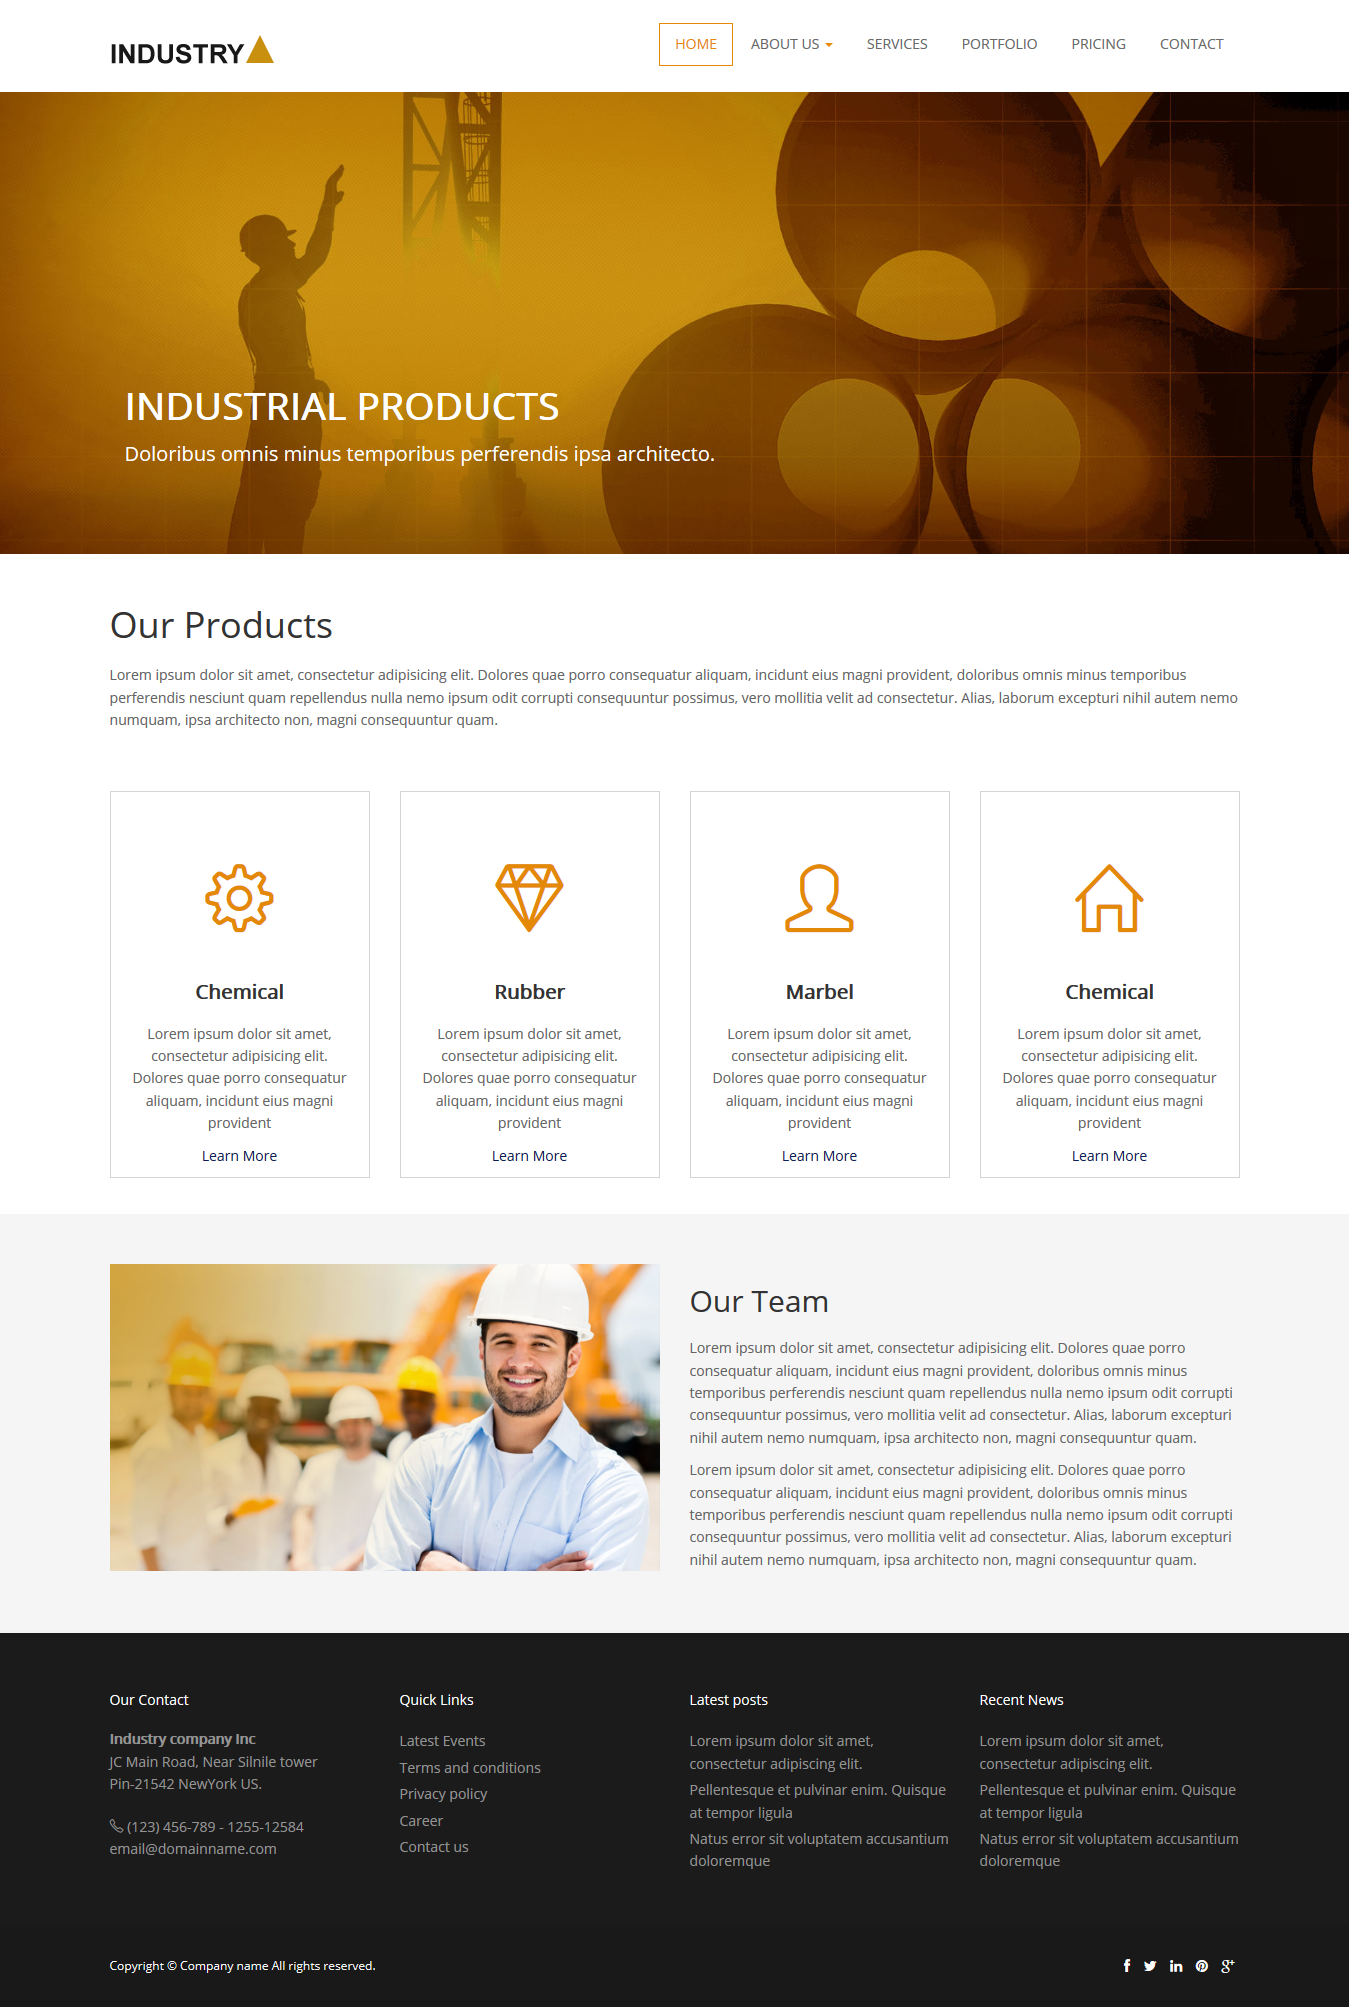 INDUSTRY
HOME
ABOUT US
SERVICES
PORTFOLIO
PRICING
CONTACT
INDUSTRIAL PRODUCTS
Doloribus omnis minus temporibus perferendis ipsa architecto.
Our Products
Lorem ipsum dolor sit amet, consectetur adipisicing elit. Dolores quae porro consequatur aliquam, incidunt eius magni provident, doloribus omnis minus temporibus
perferendis nesciunt quam repellendus nulla nemo ipsum odit corrupti consequuntur possimus, vero mollitia velit ad consectetur. Alias, laborum excepturi nihil autem nemo
numquam, ipsa architecto non, magni consequuntur quam.
Chemical
Lorem ipsum dolor sit amet,
consectetur adipisicing elit.
Dolores quae porro consequatur
aliquam, incidunt eius magni
provident
Learn More
Rubber
Lorem ipsum dolor sit amet,
consectetur adipisicing elit.
Dolores quae porro consequatur
aliquam, incidunt eius magni
provident
Learn More
Marbel
Lorem ipsum dolor sit amet,
consectetur adipisicing elit.
Dolores quae porro consequatur
aliquam, incidunt eius magni
provident
Learn More
Chemical
Lorem ipsum dolor sit amet,
consectetur adipisicing elit.
Dolores quae porro consequatur
aliquam, incidunt eius magni
provident
Learn More
Our Team
Lorem ipsum dolor sit amet, consectetur adipisicing elit. Dolores quae porro
consequatur aliquam, incidunt eius magni provident, doloribus omnis minus
temporibus perferendis nesciunt quam repellendus nulla nemo ipsum odit corrupti
consequuntur possimus, vero mollitia velit ad consectetur. Alias, laborum excepturi
nihil autem nemo numquam, ipsa architecto non, magni consequuntur quam.
Lorem ipsum dolor sit amet, consectetur adipisicing elit. Dolores quae porro
consequatur aliquam, incidunt eius magni provident, doloribus omnis minus
temporibus perferendis nesciunt quam repellendus nulla nemo ipsum odit corrupti
consequuntur possimus, vero mollitia velit ad consectetur. Alias, laborum excepturi
nihil autem nemo numquam, ipsa architecto non, magni consequuntur quam.
Our Contact
Industry company Inc
JC Main Road, Near Silnile tower
Pin-21542 NewYork US.
(123) 456-789 - 1255-12584
email@domainname.com
Quick Links
Latest Events
Terms and conditions
Privacy policy
Career
Contact us
Latest posts
Lorem ipsum dolor sit amet,
consectetur adipiscing elit.
Pellentesque et pulvinar enim. Quisque
at tempor ligula
Natus error sit voluptatem accusantium
doloremque
Recent News
Lorem ipsum dolor sit amet,
consectetur adipiscing elit.
Pellentesque et pulvinar enim. Quisque
at tempor ligula
Natus error sit voluptatem accusantium
doloremque
Copyright © Company name All rights reserved.